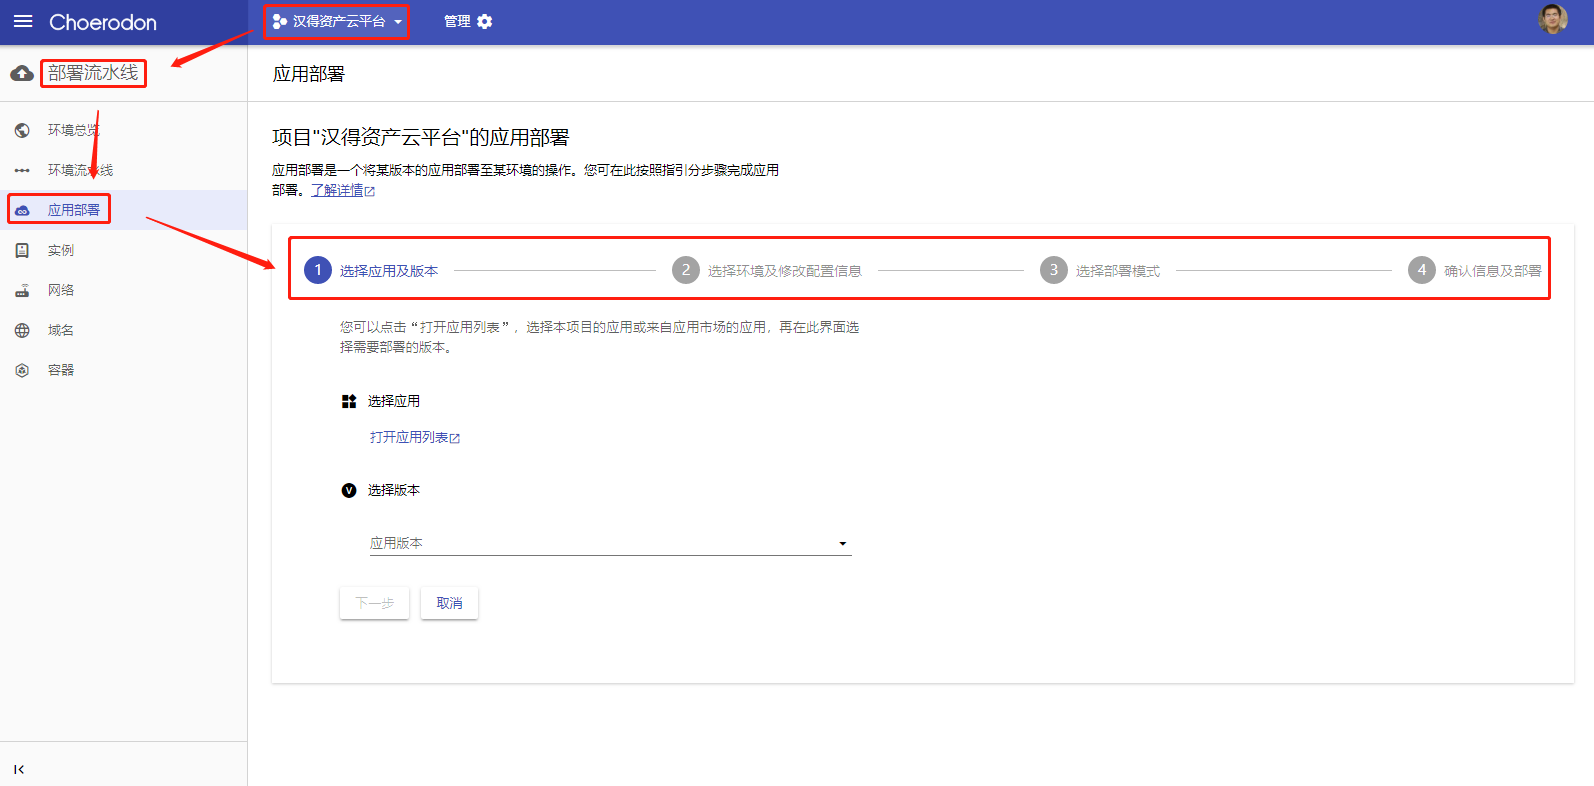 Choerodon
汉得资产云平台
管理
部署流水线
应用部署
环境总览
环境流水线
应用部署
实例
网络
域名
容器
项目"汉得资产云平台"的应用部署
应用部署是一个将某版本的应用部署至某环境的操作。您可在此按照指引分步骤完成应用
部署。了解详情
1 选择应用及版本
2 选择环境及修改配置信息
3 选择部署模式
4 确认信息及部署
您可以点击“打开应用列表”，选择本项目的应用或来自应用市场的应用，再在此界面选
择需要部署的版本。
选择应用
打开应用列表
V 选择版本
应用版本
下一步
取消